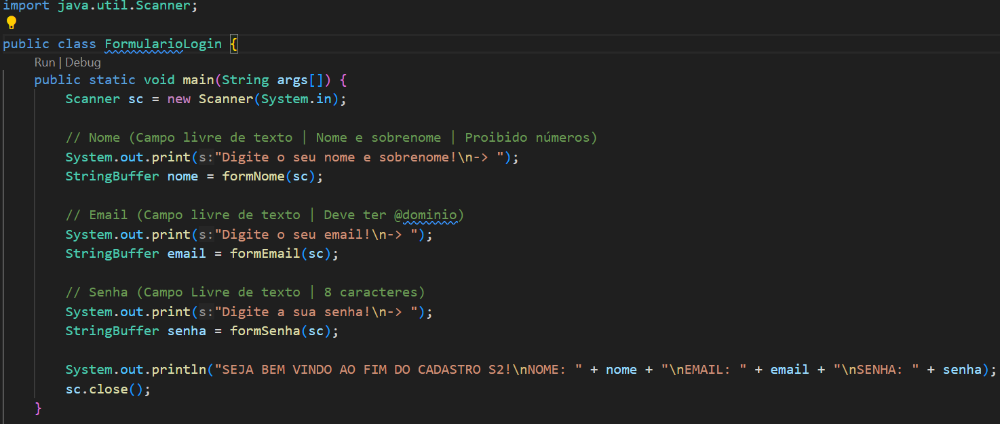 import java.util.Scanner;
public class FormularioLogin {
Run | Debug
public static void main(String args[]) {
Scanner sc = new Scanner(System.in);
// Nome (Campo livre de texto | Nome e sobrenome | Proibido números)
System.out.print(s:"Digite o seu nome e sobrenome!\n-> ");
StringBuffer nome = formNome(sc);
// Email (Campo livre de texto | Deve ter @dominio)
System.out.print(s:"Digite o seu email!\n-> ");
StringBuffer email = formEmail(sc);
// Senha (Campo Livre de texto | 8 caracteres)
System.out.print(s:"Digite a sua senha!\n-> ");
StringBuffer senha = formSenha(sc);
System.out.println("SEJA BEM VINDO AO FIM DO CADASTRO S2!\nNOME: " + nome + "\nEMAIL: " + email + "\nSENHA: " + senha);
sc.close();
}